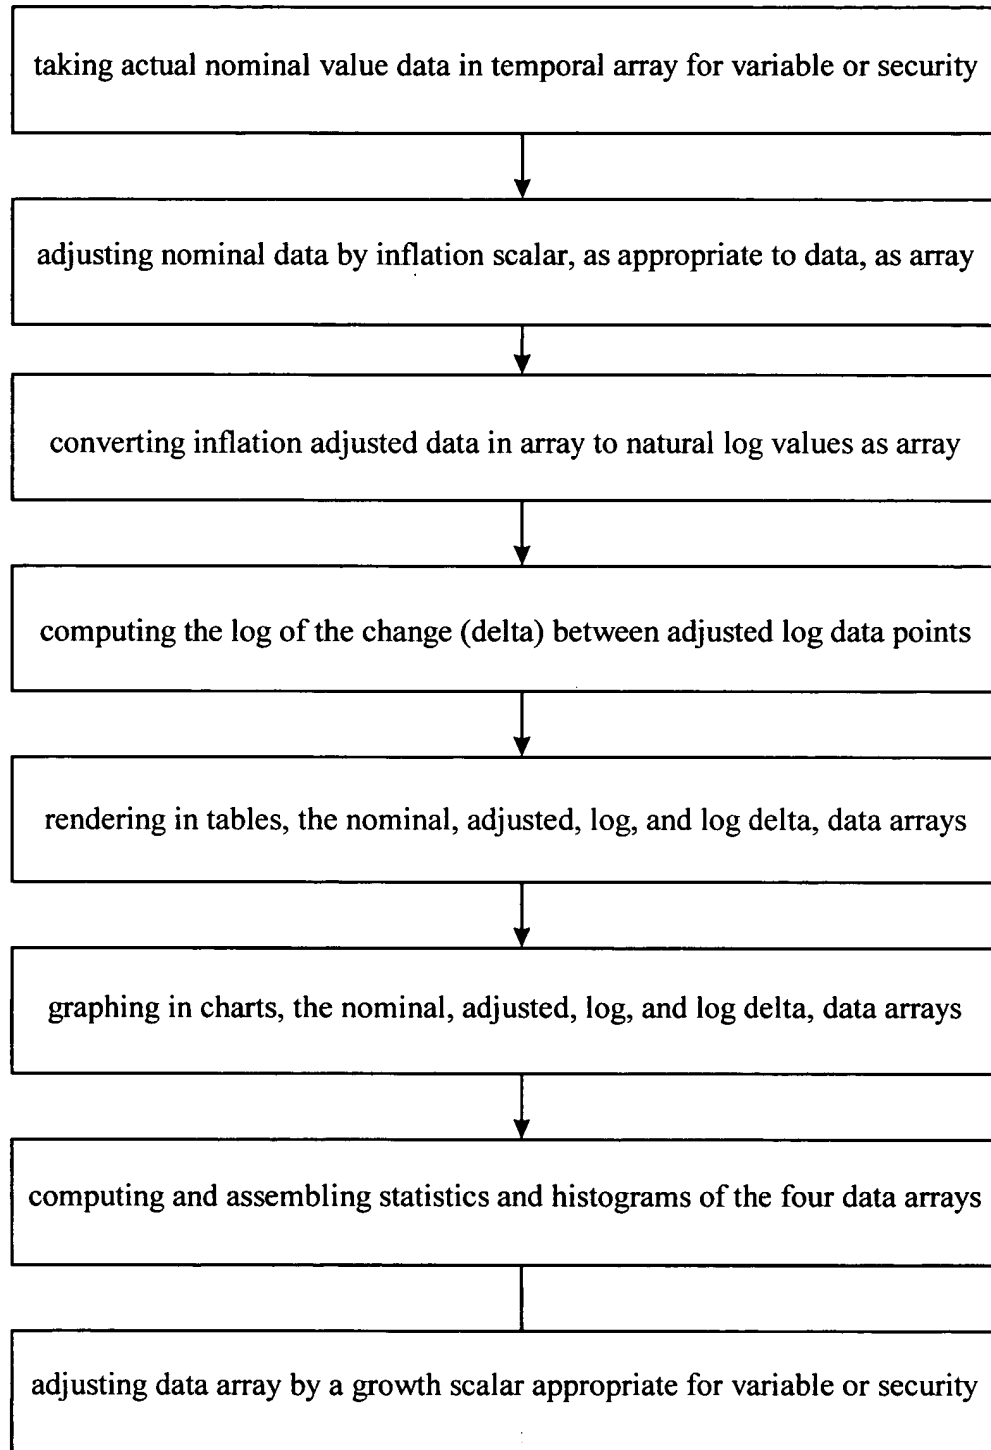 taking actual nominal value data in temporal array for variable or security
adjusting nominal data by inflation scalar, as appropriate to data, as array
converting inflation adjusted data in array to natural log values as array
computing the log of the change (delta) between adjusted log data points
rendering in tables, the nominal, adjusted, log, and log delta, data arrays
graphing in charts, the nominal, adjusted, log, and log delta, data arrays
computing and assembling statistics and histograms of the four data arrays
adjusting data array by a growth scalar appropriate for variable or security